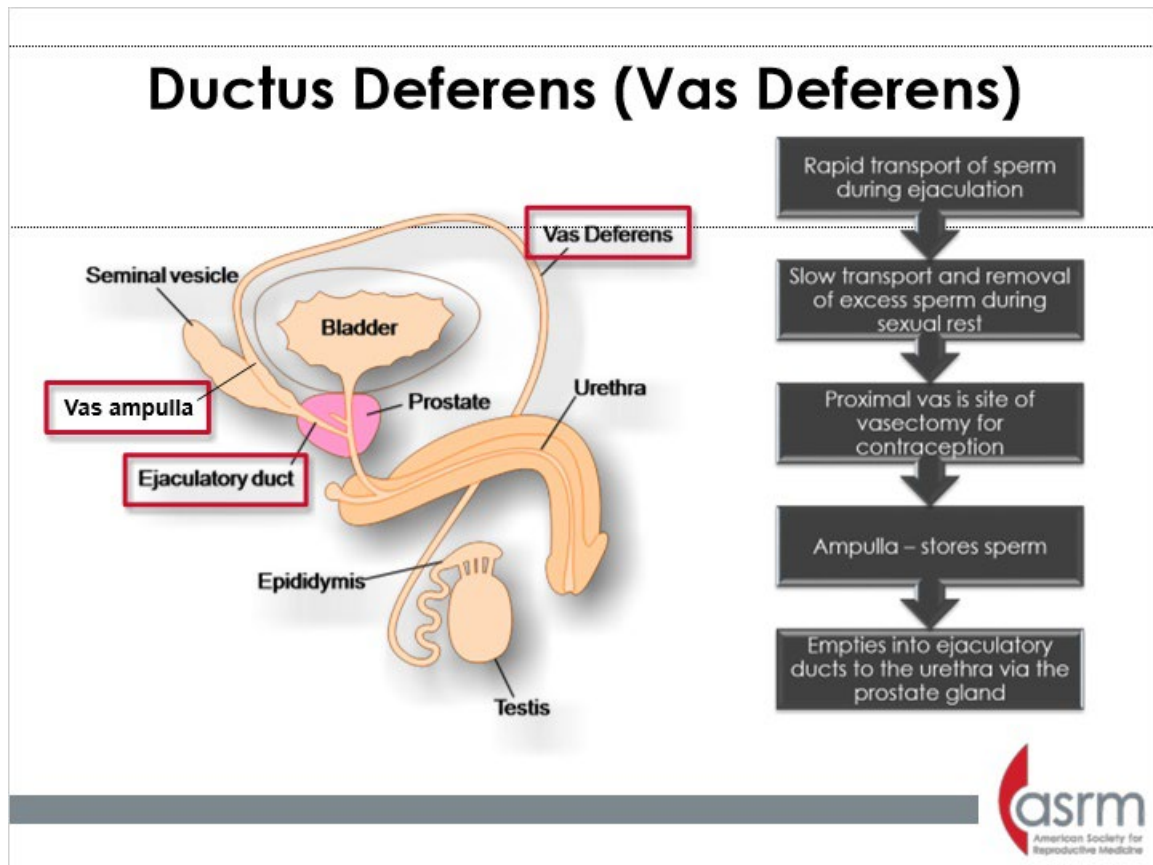 Ductus Deferens (Vas Deferens)
Seminal vesicle
Vas Deferens
Bladder
Vas ampulla
Prostate
Urethra
Ejaculatory duct
Epididymis
Testis
Rapid transport of sperm
during ejaculation
Slow transport and removal
of excess sperm during
sexual rest
Proximal vas is site of
vasectomy for
contraception
Ampulla – stores sperm
Empties into ejaculatory
ducts to the urethra via the
prostate gland
asrm
American Society for
Reproductive Medicine